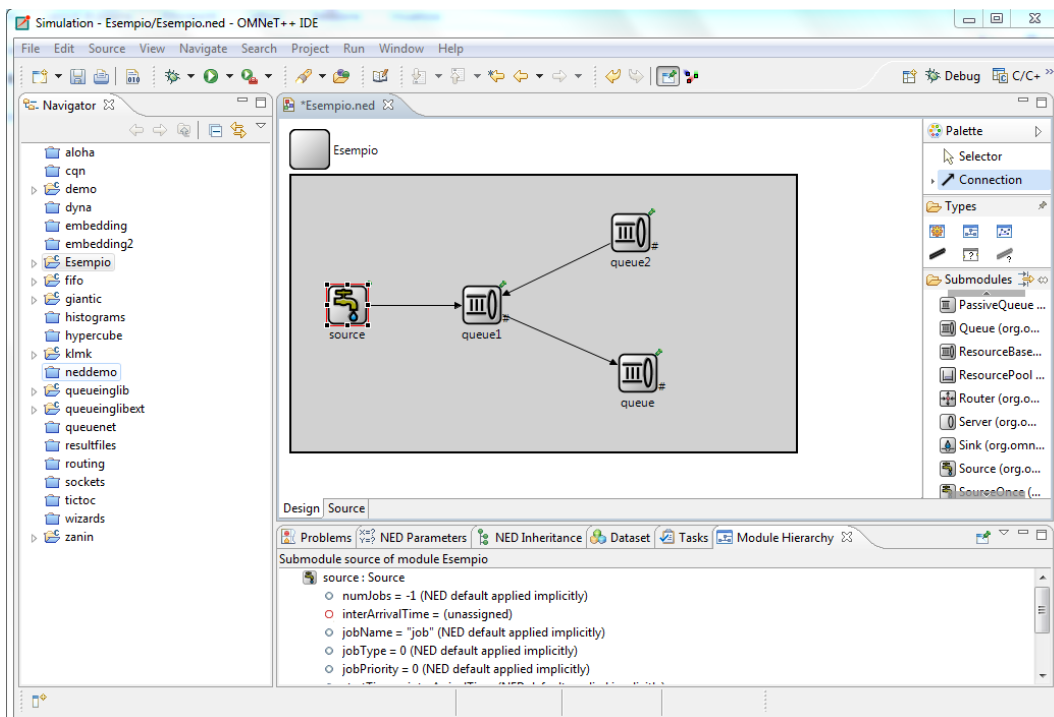 Simulation - Esempio/Esempio.ned - OMNeT++ IDE
File Edit Source View Navigate Search Project Run Window Help
010
Debug C/C+ »
Navigator
aloha
cqn
demo
dyna
embedding
embedding2
Esempio
fifo
giantic
histograms
hypercube
klmk
neddemo
queueinglib
queueinglibext
queuenet
resultfiles
routing
sockets
tictoc
wizards
zanin
*Esempio.ned
Esempio
queue2
#
source
queue1
#
queue
#
Design Source
Palette
Selector
Connection
Types
Submodules
PassiveQueue ...
Queue (org.o...
ResourceBase...
ResourcePool ...
Router (org.o...
Server (org.o...
Sink (org.omn...
Source (org.o...
SourceOnce (...
Problems NED Parameters NED Inheritance Dataset Tasks Module Hierarchy
Submodule source of module Esempio
source : Source
numJobs = -1 (NED default applied implicitly)
interArrivalTime = (unassigned)
jobName = "job" (NED default applied implicitly)
jobType = 0 (NED default applied implicitly)
jobPriority = 0 (NED default applied implicitly)